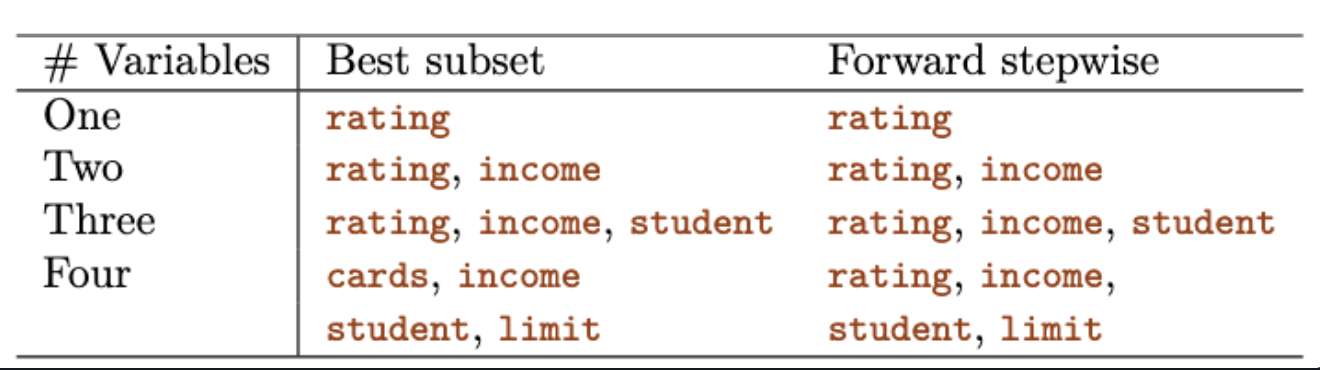 # Variables Best subset Forward stepwise
One rating rating
Two rating, income rating, income
Three rating, income, student rating, income, student
Four cards, income rating, income,
student, limit student, limit